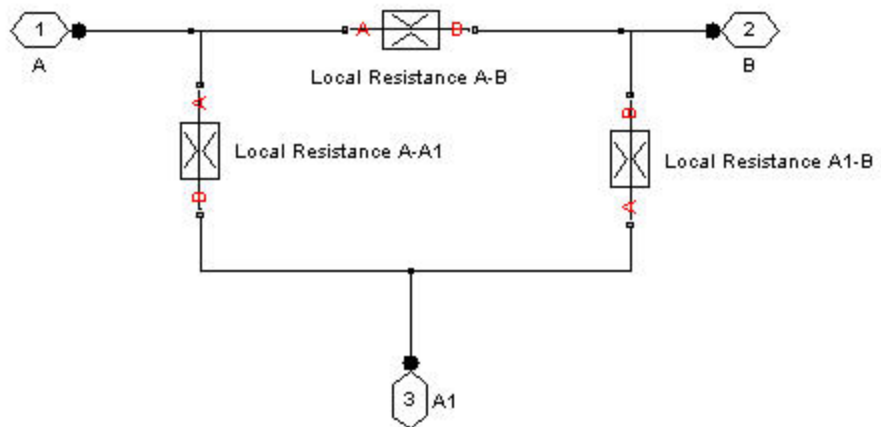 1
A
A
B
Local Resistance A-B
2
B
A
B
Local Resistance A-A1
B
A
Local Resistance A1-B
3
A1